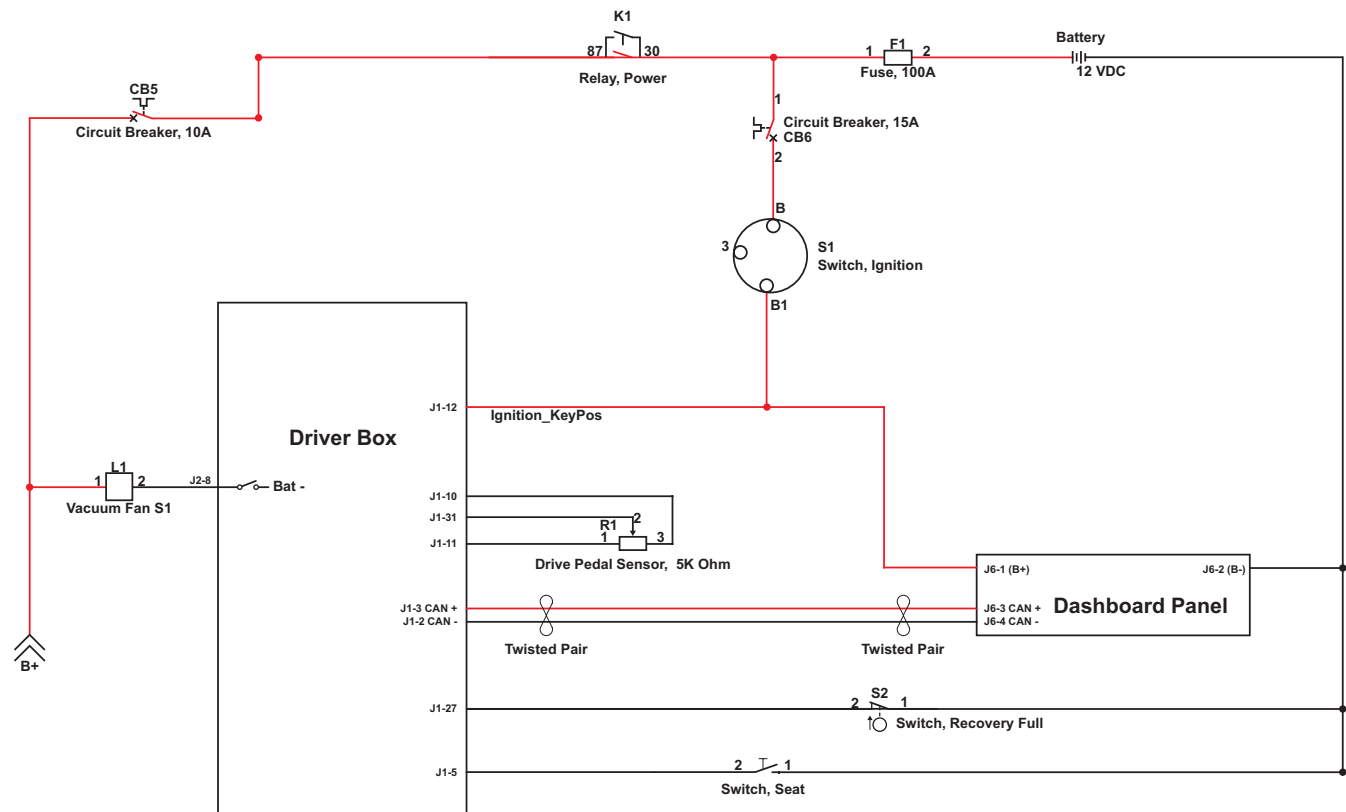 K1
87 30
Relay, Power
1 F1 2
Fuse, 100A
Battery
12 VDC
CB5
Circuit Breaker, 10A
1
Circuit Breaker, 15A
CB6
2
B
3
S1
Switch, Ignition
B1
J1-12
Ignition_KeyPos
Driver Box
L1
1 2
J2-8
Bat -
Vacuum Fan S1
J1-10
J1-31
J1-11
R1
2
1 3
Drive Pedal Sensor, 5K Ohm
J6-1 (B+)
J6-2 (B-)
Dashboard Panel
J1-3 CAN +
J1-2 CAN -
J6-3 CAN +
J6-4 CAN -
Twisted Pair
Twisted Pair
B+
J1-27
2 S2 1
Switch, Recovery Full
J1-5
2 1
Switch, Seat